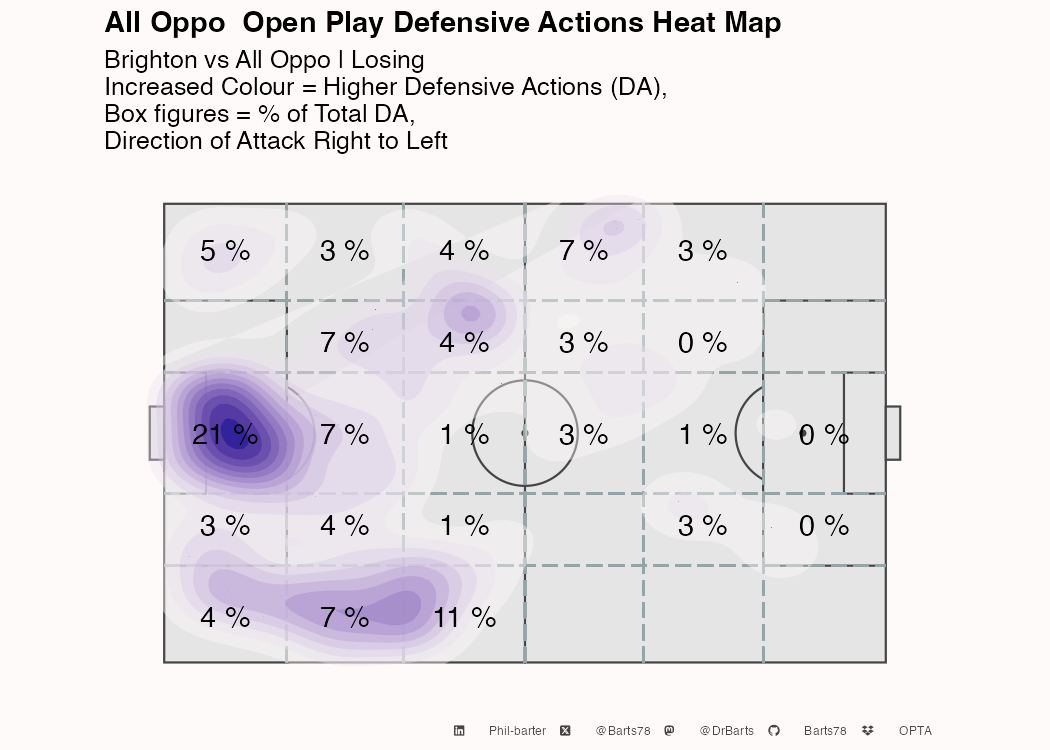 All Oppo  Open Play Defensive Actions Heat Map
Brighton vs All Oppo | Losing
Increased Colour = Higher Defensive Actions (DA),
Box figures = % of Total DA,
Direction of Attack Right to Left
5 % 3 % 4 % 7 % 3 %
7 % 4 % 3 % 0 %
21 % 7 % 1 % 3 % 1 % 0 %
3 % 4 % 1 % 3 % 0 %
4 % 7 % 11 %
Phil-barter @Barts78 @DrBarts Barts78 OPTA